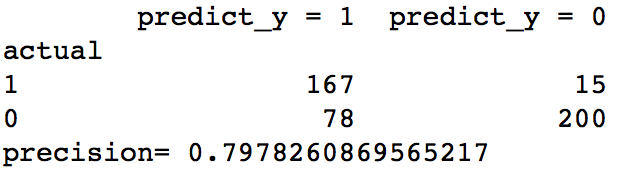 predict_y = 1 predict_y = 0
actual
1 167 15
0 78 200
precision= 0.7978260869565217